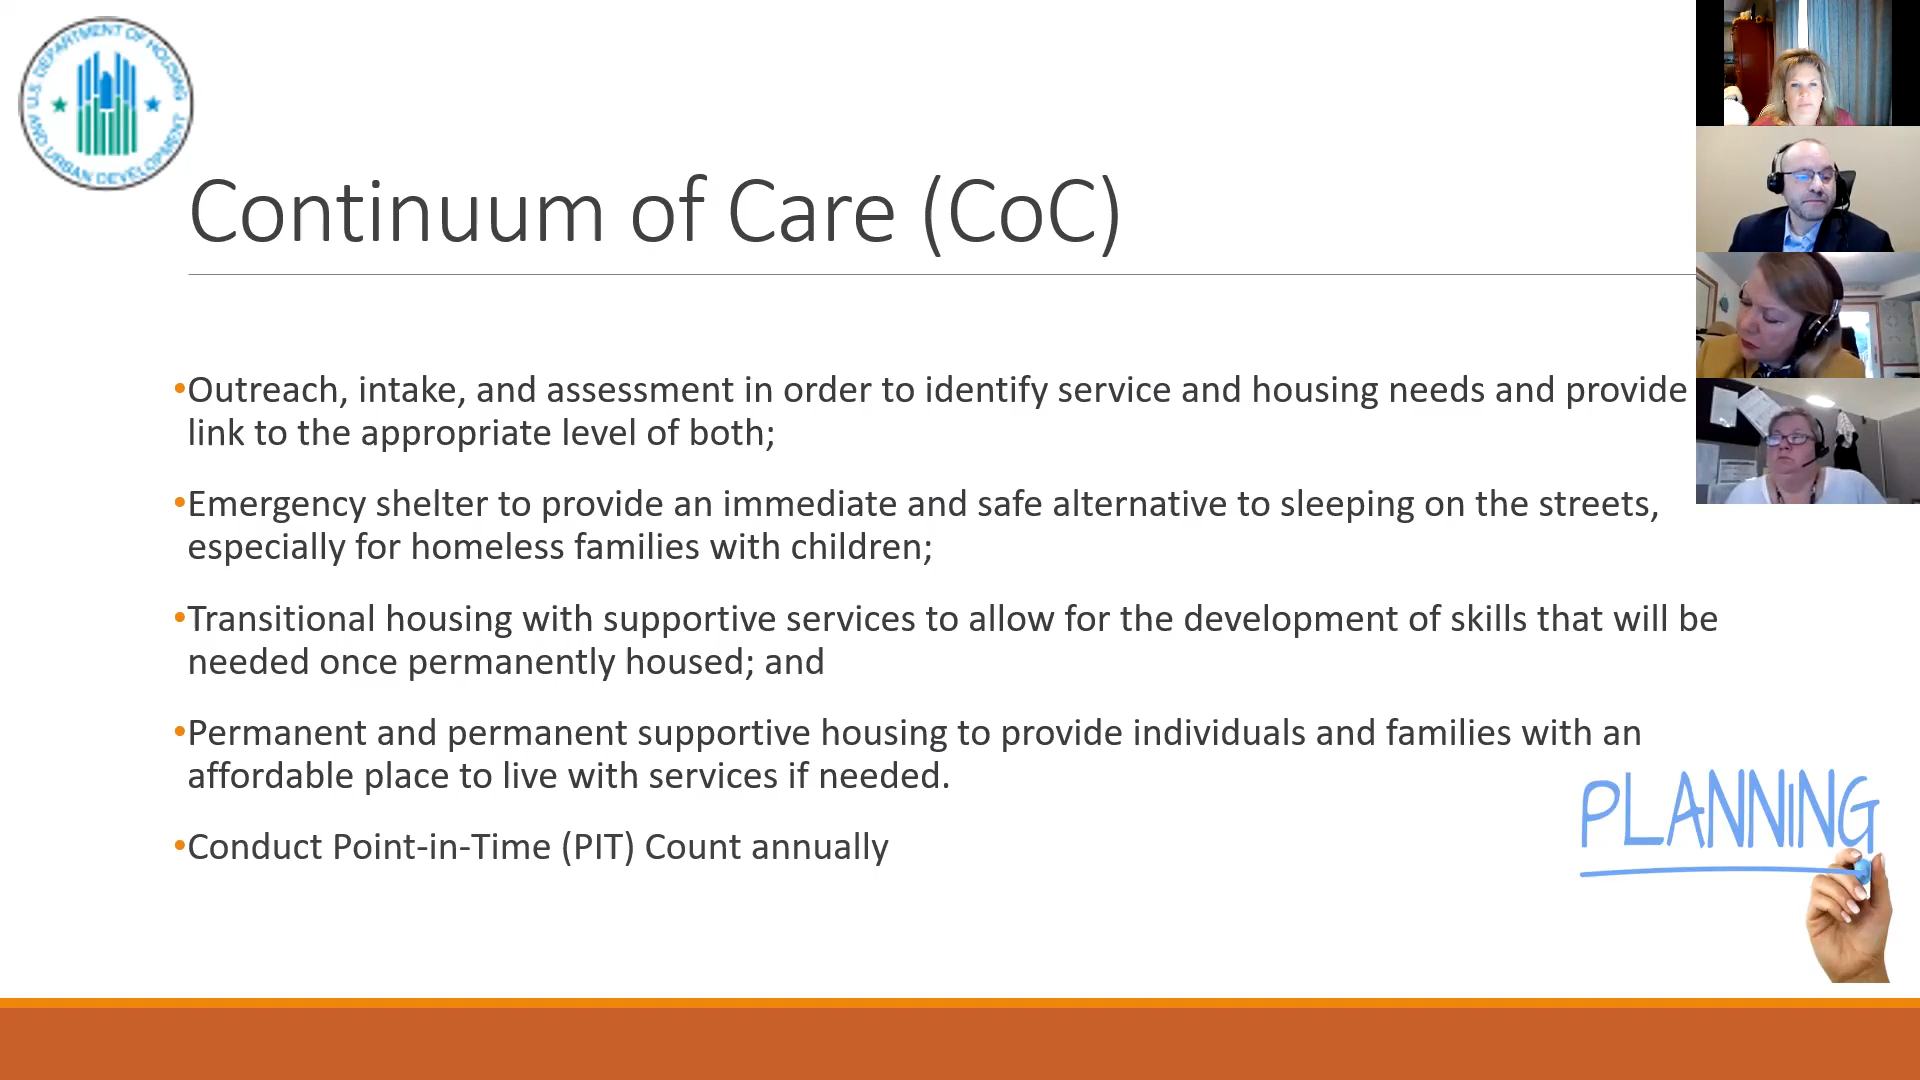 U.S. DEPARTMENT OF HOUSING
AND URBAN DEVELOPMENT
Continuum of Care (CoC)
•Outreach, intake, and assessment in order to identify service and housing needs and provide
link to the appropriate level of both;
•Emergency shelter to provide an immediate and safe alternative to sleeping on the streets,
especially for homeless families with children;
•Transitional housing with supportive services to allow for the development of skills that will be
needed once permanently housed; and
•Permanent and permanent supportive housing to provide individuals and families with an
affordable place to live with services if needed.
•Conduct Point-in-Time (PIT) Count annually
PLANNING